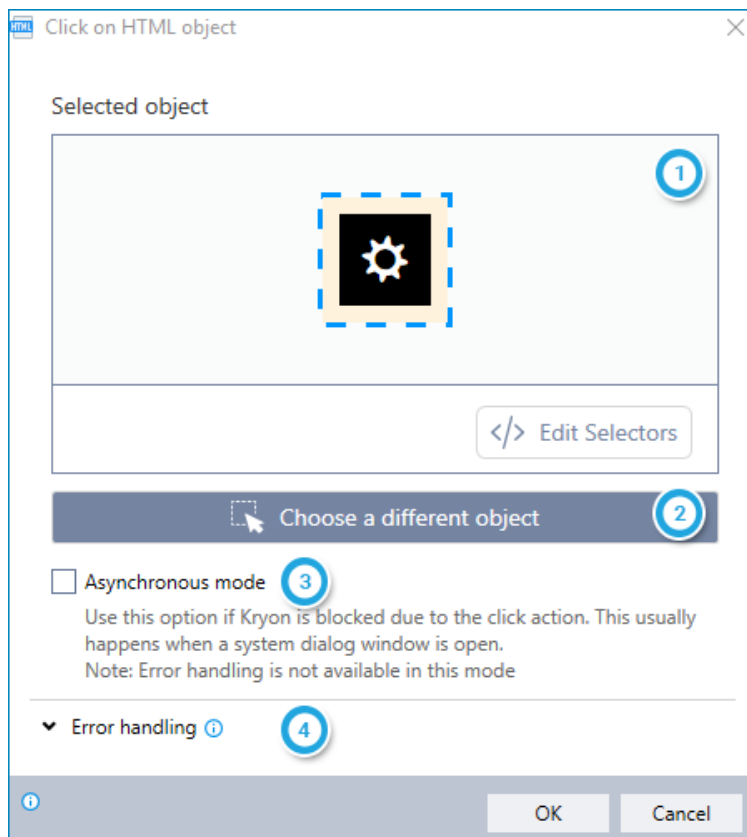 HTML Click on HTML object
Selected object
1
</> Edit Selectors
Choose a different object 2
Asynchronous mode 3
Use this option if Kryon is blocked due to the click action. This usually
happens when a system dialog window is open.
Note: Error handling is not available in this mode
Error handling 4
OK Cancel